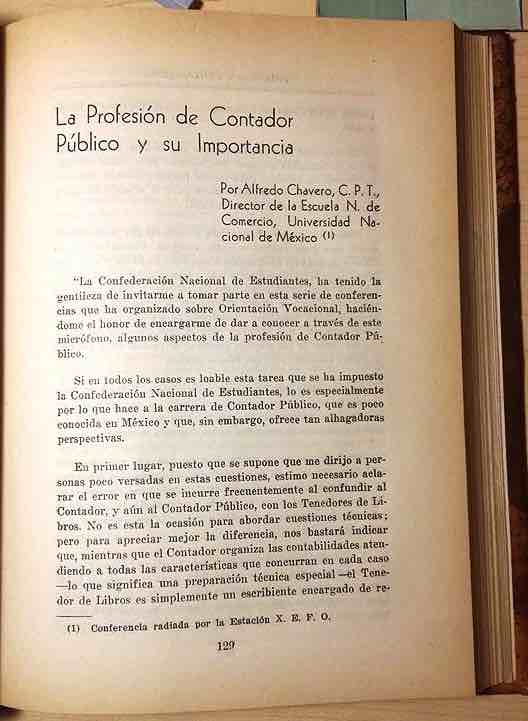 La Profesión de Contador
Público y su Importancia
Por Alfredo Chavero, C. P. T.,
Director de la Escuela N. de
Comercio, Universidad Na-
cional de México (1)
"La Confederación Nacional de Estudiantes, ha tenido la
gentileza de invitarme a tomar parte en esta serie de conferen-
cias que ha organizado sobre Orientación Vocacional, hacién-
dome el honor de encargarme de dar a conocer a través de este
micrófono, algunos aspectos de la profesión de Contador Pú-
blico.
Si en todos los casos es loable esta tarea que se ha impuesto
la Confederación Nacional de Estudiantes, lo es especialmente
por lo que hace a la carrera de Contador Público, que es poco
conocida en México y que, sin embargo, ofrece tan alhagadoras
perspectivas.
En primer lugar, puesto que se supone que me dirijo a per-
sonas poco versadas en estas cuestiones, estimo necesario acla-
rar el error en que se incurre frecuentemente al confundir al
Contador, y aún al Contador Público, con los Tenedores de Li-
bros. No es esta la ocasión para abordar cuestiones técnicas;
pero para apreciar mejor la diferencia, nos bastará indicar
que, mientras que el Contador organiza las contabilidades aten-
diendo a todas las características que concurran en cada caso
—lo que significa una preparación técnica especial—el Tene-
dor de Libros es simplemente un escribiente encargado de re-
(1) Conferencia radiada por la Estación X. E. F. O.
129